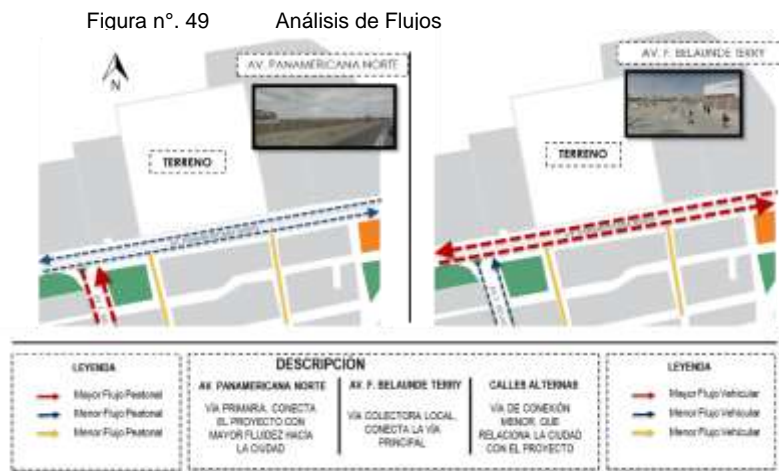 Figura n°. 49 Análisis de Flujos
N
AV. PANAMERICANA NORTE
TERRENO
AV. F. BELAUNDE TERRY
TERRENO
LEYENDA
Mayor Flujo Peatonal
Menor Flujo Peatonal
Menor Flujo Peatonal
DESCRIPCIÓN
AV. PANAMERICANA NORTE
VÍA PRIMARIA, CONECTA
EL PROYECTO CON
MAYOR FLUIDEZ HACÍA
LA CIUDAD
AV. F. BELAUNDE TERRY
VÍA COLECTORA LOCAL,
CONECTA LA VÍA
PRINCIPAL
CALLES ALTERNAS
VÍA DE CONEXIÓN
MENOR, QUE
RELACIONA LA CIUDAD
CON EL PROYECTO
LEYENDA
Mayor Flujo Vehicular
Menor Flujo Vehicular
Menor Flujo Vehicular